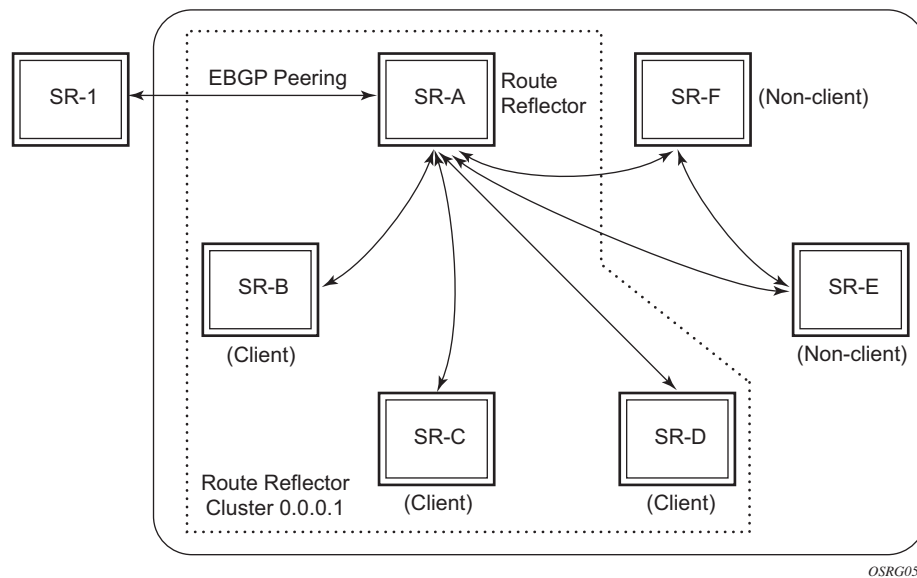 EBGP Peering
SR-1
SR-A
Route
Reflector
SR-F
(Non-client)
SR-B
(Client)
SR-E
(Non-client)
SR-C
(Client)
SR-D
(Client)
Route Reflector
Cluster 0.0.0.1
OSRG05